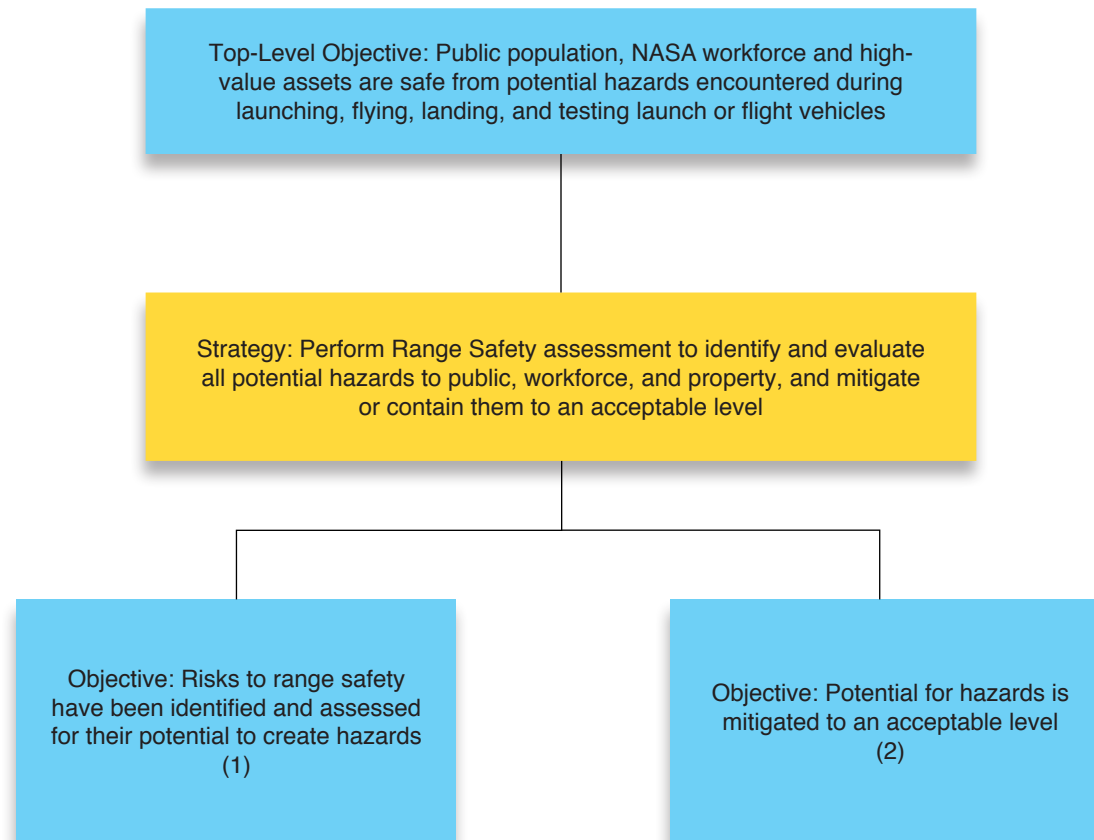 Top-Level Objective: Public population, NASA workforce and high-
value assets are safe from potential hazards encountered during
launching, flying, landing, and testing launch or flight vehicles
Strategy: Perform Range Safety assessment to identify and evaluate
all potential hazards to public, workforce, and property, and mitigate
or contain them to an acceptable level
Objective: Risks to range safety
have been identified and assessed
for their potential to create hazards
(1)
Objective: Potential for hazards is
mitigated to an acceptable level
(2)